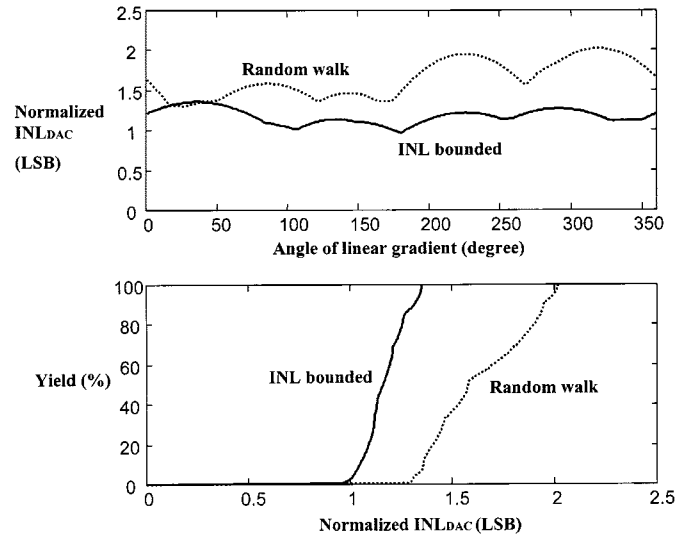 2.5
2
Random walk
Normalized
1.5
INLDAC
1
(LSB)
INL bounded
0.5
0
0 50 100 150 200 250 300 350
Angle of linear gradient (degree)
100
80
INL bounded
60
Yield (%)
Random walk
40
20
0
0 0.5 1 1.5 2 2.5
Normalized INLDAC (LSB)